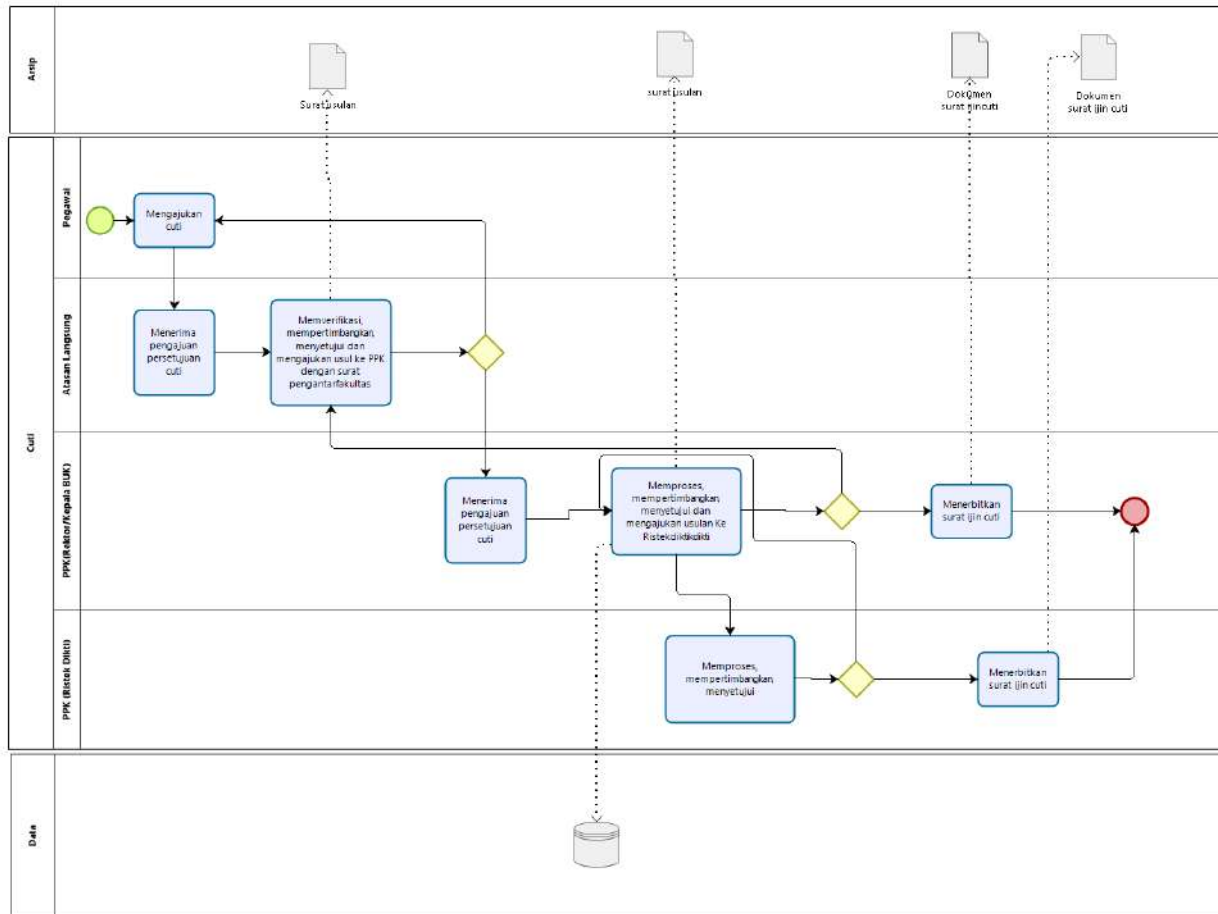 Arsip
Surat usulan
surat usulan
Dokumen
surat ijin cuti
Dokumen
surat ijin cuti
Cuti
Pegawai
Mengajukan
cuti
Atasan Langsung
Menerima
pengajuan
persetujuan
cuti
Memverifikasi,
mempertimbangkan,
menyetujui dan
mengajukan usul ke PPK
dengan surat
pengantarfakultas
PPK(Rektor/Kepala BUK)
Menerima
pengajuan
persetujuan
cuti
Memproses,
mempertimbangkan,
menyetujui dan
mengajukan usulan Ke
Ristekdiktikdikti
Menerbitkan
surat ijin cuti
PPK (Ristek Dikti)
Memproses,
mempertimbangkan,
menyetujui
Menerbitkan
surat ijin cuti
Data